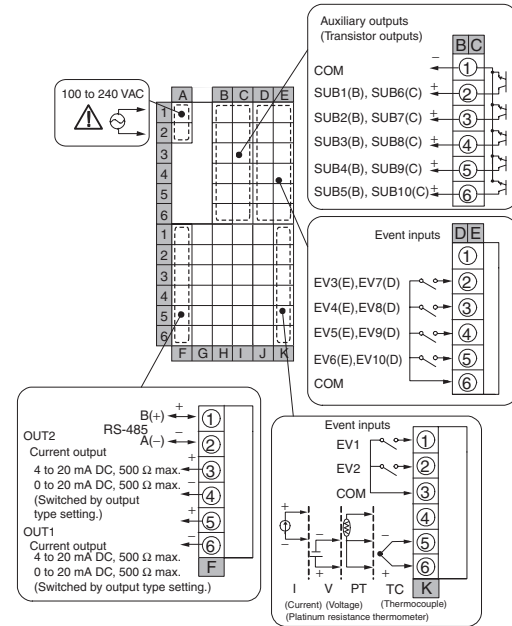 Auxiliary outputs
(Transistor outputs)
B C
COM
−
1
SUB1(B), SUB6(C)
+
2
SUB2(B), SUB7(C)
+
3
SUB3(B), SUB8(C)
+
4
SUB4(B), SUB9(C)
+
5
SUB5(B), SUB10(C)
+
6
100 to 240 VAC
A B C D E
1
2
3
4
5
6
1
2
3
4
5
6
F G H I J K
Event inputs
D E
1
EV3(E),EV7(D)
2
EV4(E),EV8(D)
3
EV5(E),EV9(D)
4
EV6(E),EV10(D)
5
COM
6
B(+)
+
1
RS-485
A(−)
−
2
OUT2
Current output
+
3
4 to 20 mA DC, 500 Ω max.
0 to 20 mA DC, 500 Ω max.
−
4
(Switched by output
type setting.)
+
5
OUT1
Current output
−
6
4 to 20 mA DC, 500 Ω max.
0 to 20 mA DC, 500 Ω max.
(Switched by output type setting.)
F
Event inputs
EV1
1
EV2
2
COM
3
4
5
6
+
−
−
+
−
+
I V PT TC K
(Current) (Voltage) (Thermocouple)
(Platinum resistance thermometer)